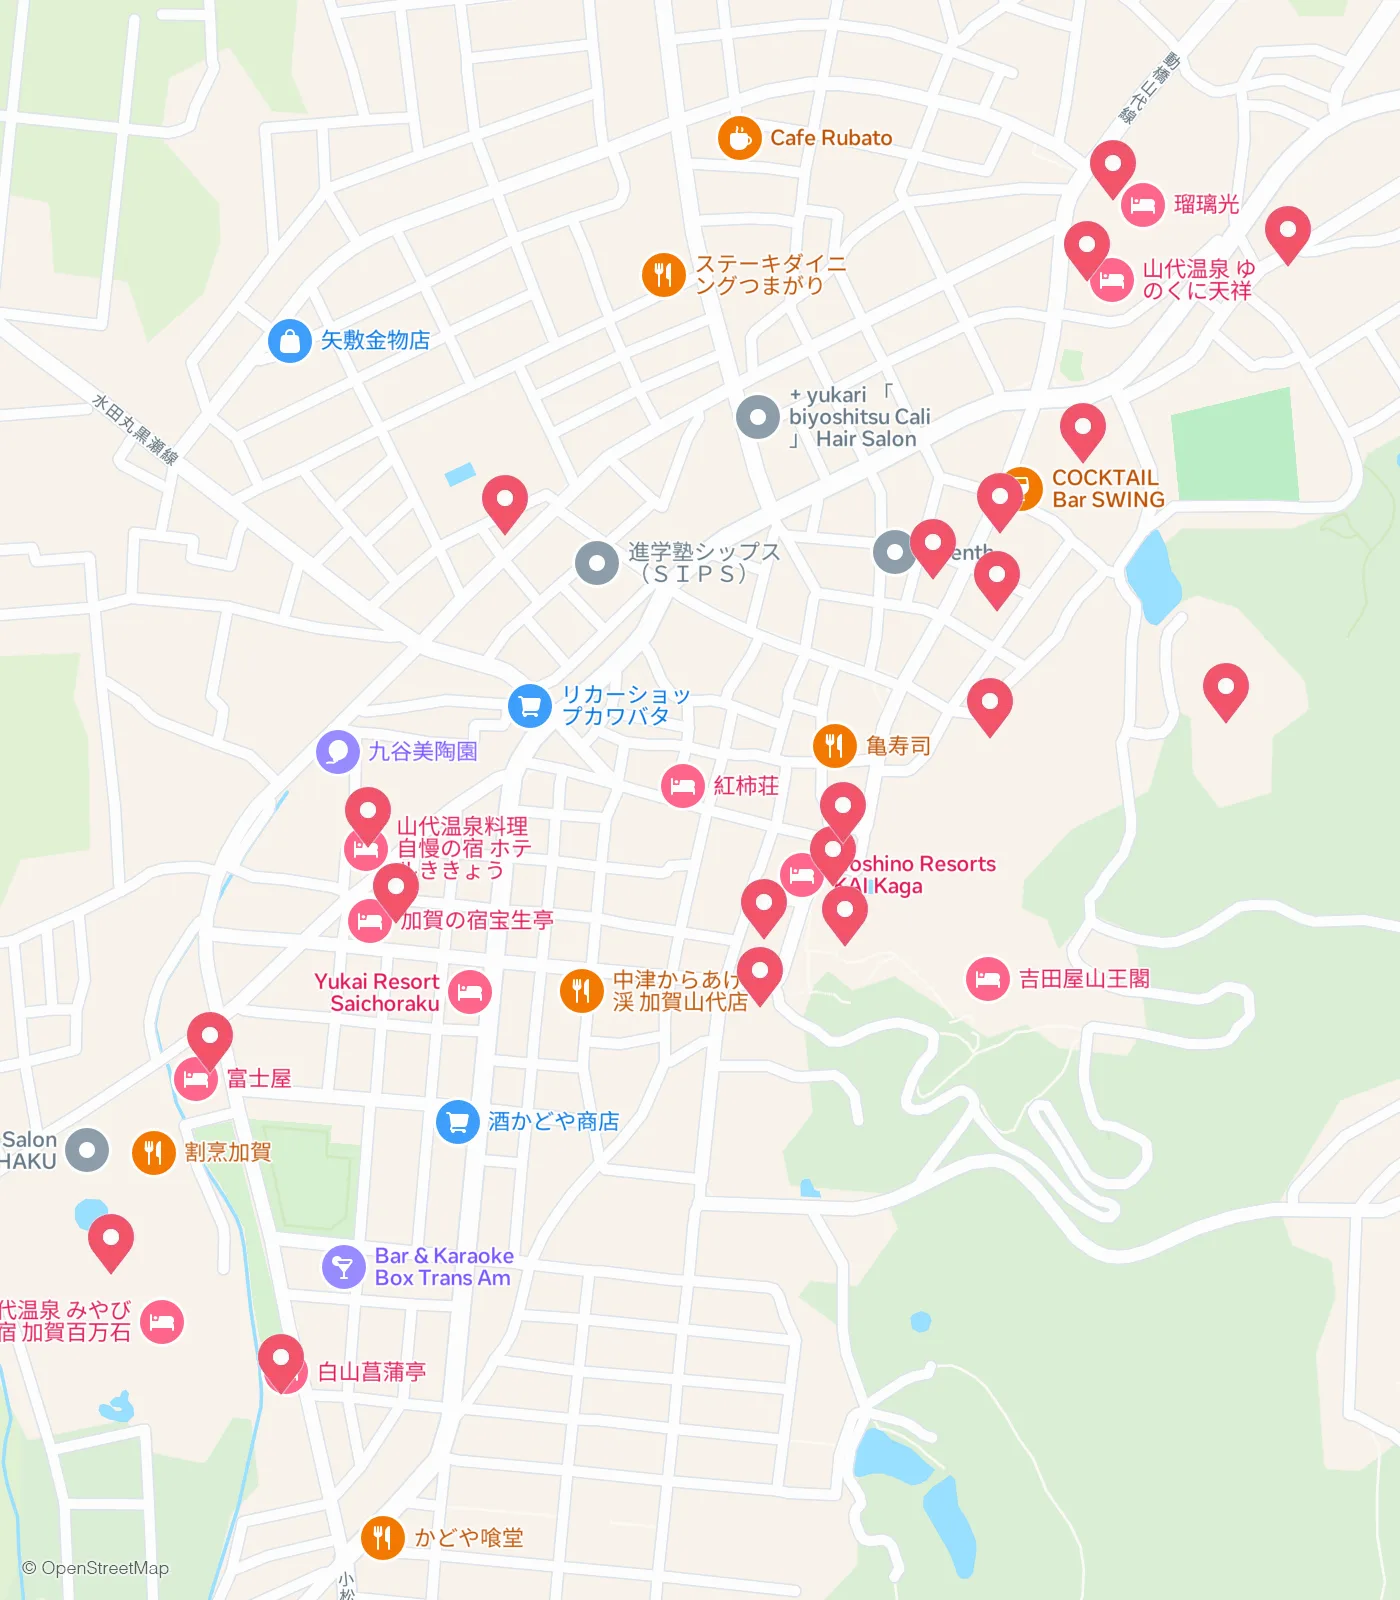 動橋山代線
Cafe Rubato
瑠璃光
ステーキダイニ
ングつまがり
山代温泉 ゆ
のくに天祥
矢敷金物店
+ yukari 「
biyoshitsu Cali
」 Hair Salon
水田丸黒瀬線
COCKTAIL
Bar SWING
進学塾シップス
（ＳＩＰＳ）
リカーショッ
プカワバタ
九谷美陶園
亀寿司
紅柿荘
山代温泉料理
自慢の宿 ホテ
ルききょう
oshino Resorts
KAI Kaga
加賀の宿宝生亭
Yukai Resort
Saichoraku
中津からあけ
渓 加賀山代店
吉田屋山王閣
富士屋
酒かどや商店
Salon
HAKU
割烹加賀
Bar & Karaoke
Box Trans Am
代温泉 みやび
宿 加賀百万石
白山菖蒲亭
かどや喰堂
© OpenStreetMap
小松